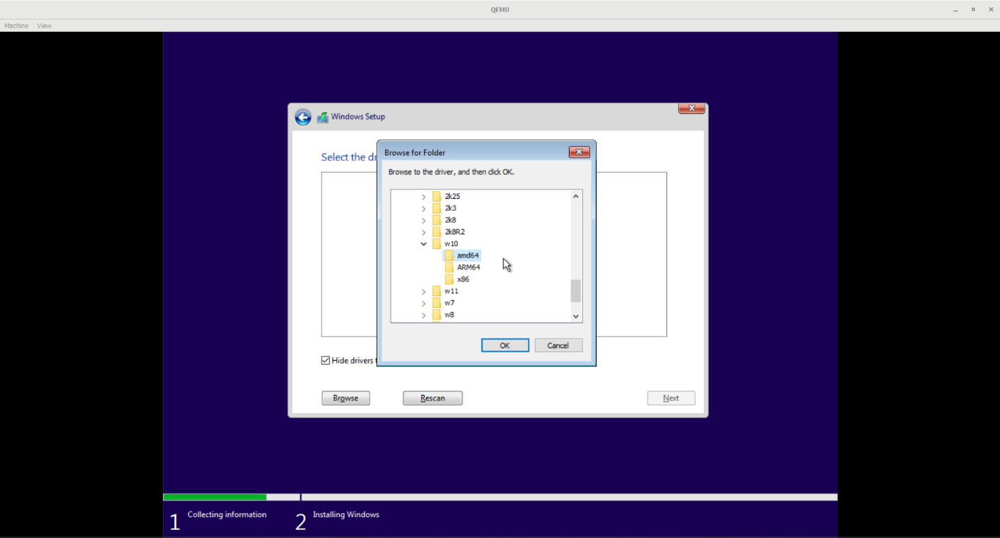 QEMU
Machine View
Windows Setup
Select the dr
Browse for Folder
Browse to the driver, and then click OK.
2k25
2k3
2k8
2k8R2
w10
amd64
ARM64
x86
w11
w7
w8
OK Cancel
Hide drivers t
Browse Rescan Next
1 Collecting information 2 Installing Windows